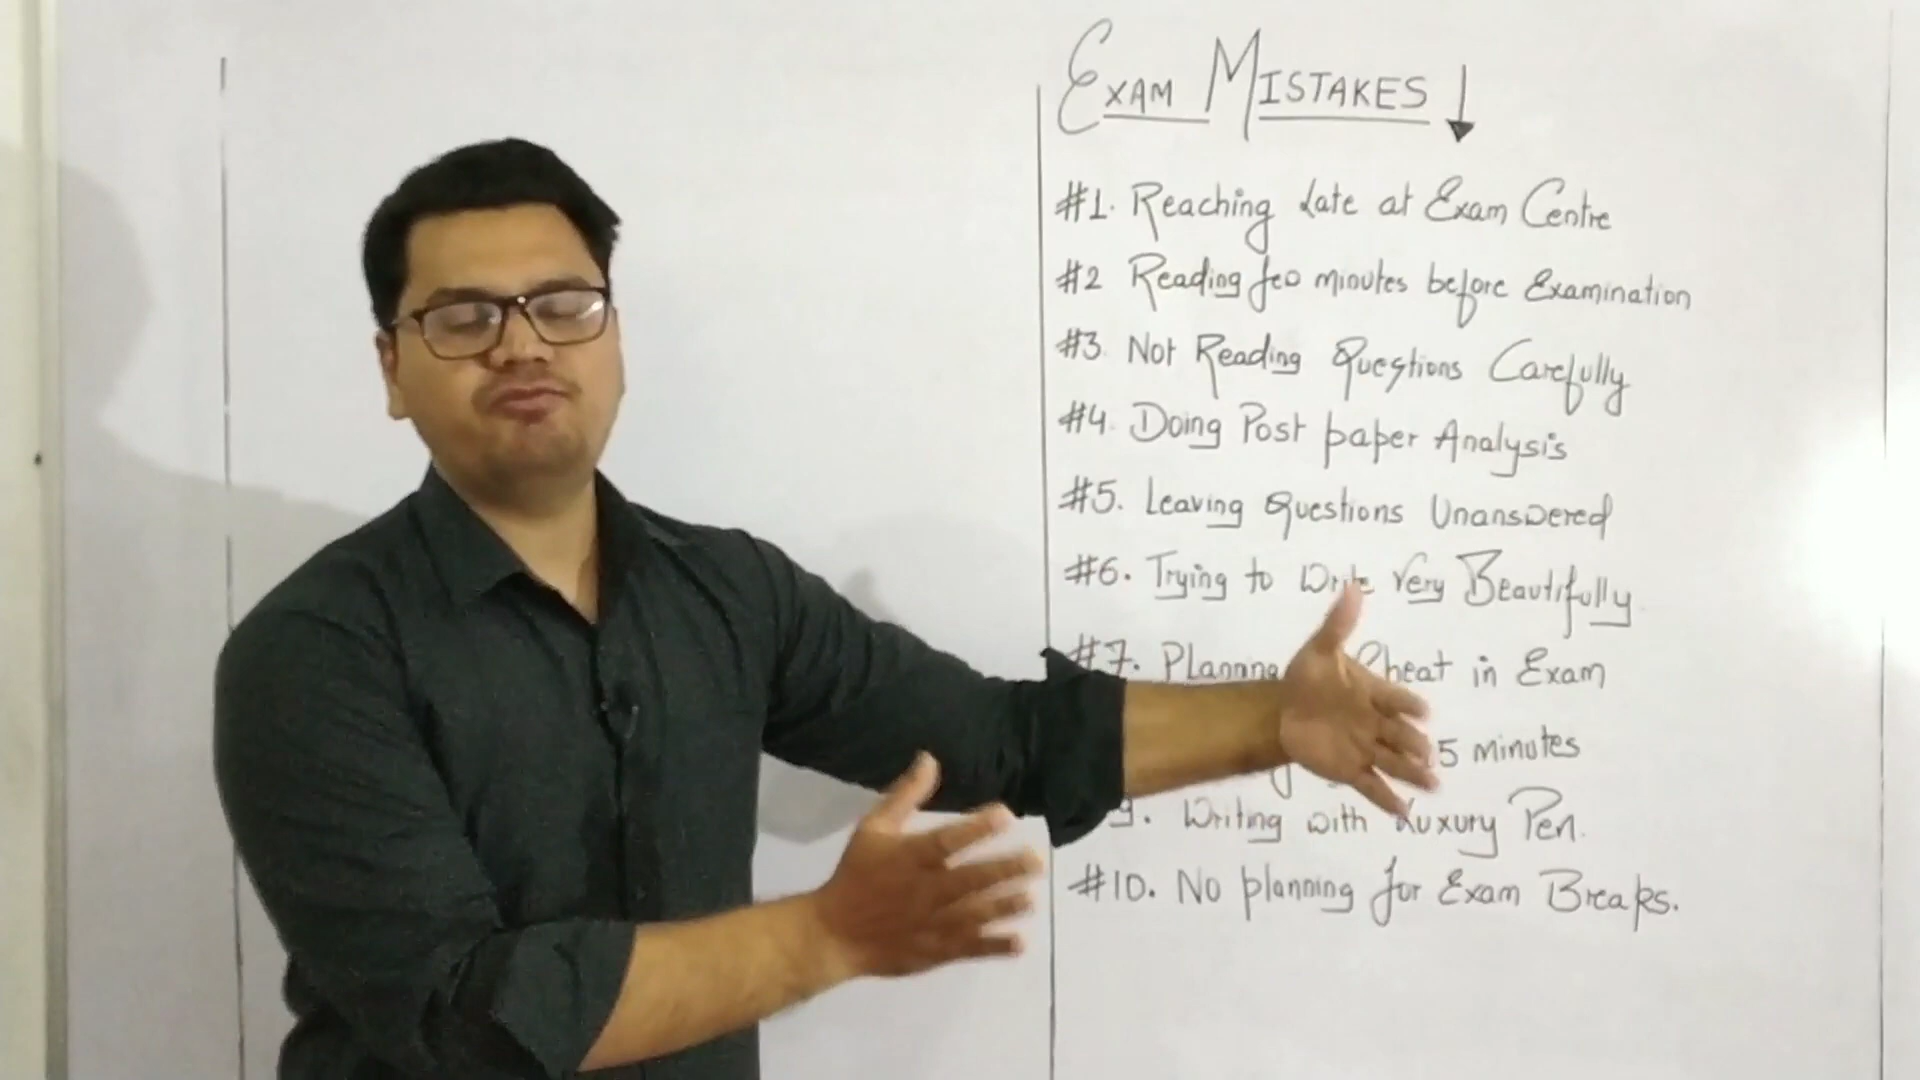 EXAM MISTAKES ↓
#1. Reaching Late at Exam Centre
#2 Reading few minutes before Examination
#3. Not Reading Questions Carefully
#4. Doing Post paper Analysis
#5. Leaving Questions Unanswered
#6. Trying to Write Very Beautifully
#7. Planning Cheat in Exam
5 minutes
9. Writing with Luxury Pen.
#10. No planning for Exam Breaks.